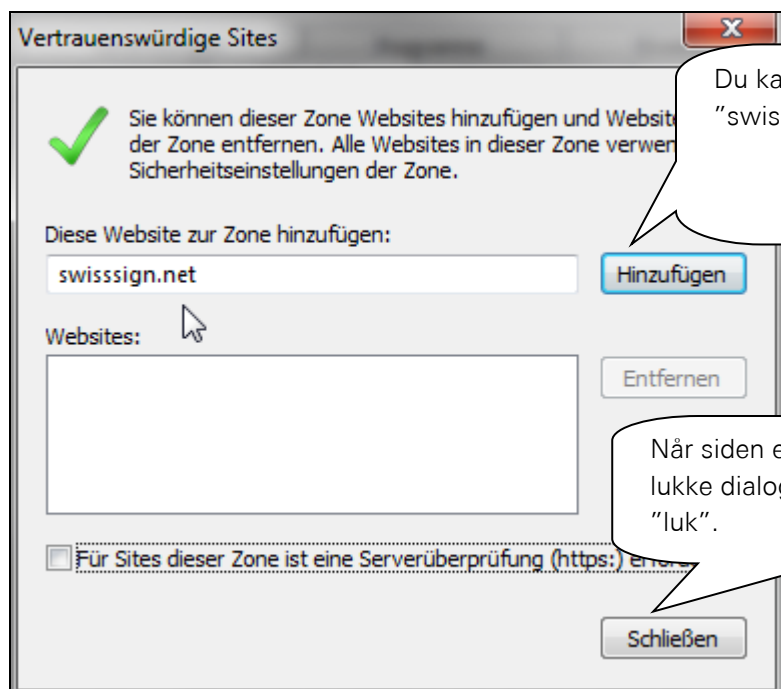 Vertrauenswürdige Sites
Du ka
"swis
Sie können dieser Zone Websites hinzufügen und Website
der Zone entfernen. Alle Websites in dieser Zone verwen
Sicherheitseinstellungen der Zone.
Diese Website zur Zone hinzufügen:
swisssign.net
Hinzufügen
Websites:
Entfernen
Når siden e
lukke dialog
"luk".
Für Sites dieser Zone ist eine Serverüberprüfung (https:)
Schließen